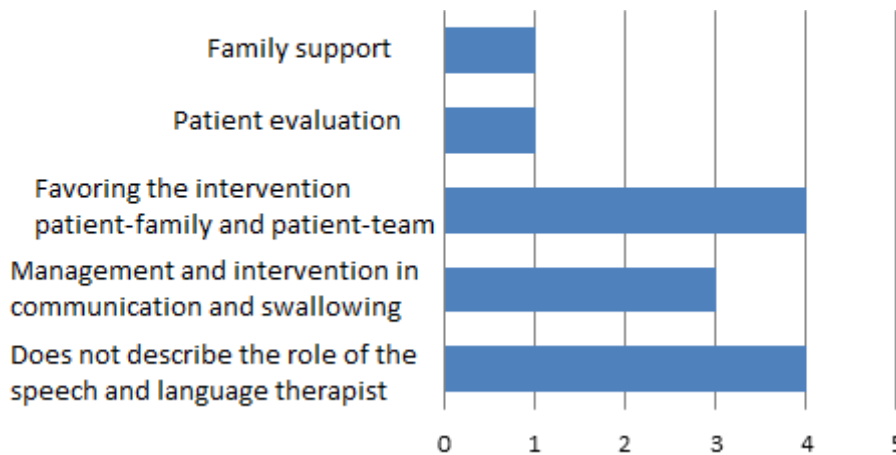 Family support
Patient evaluation
Favoring the intervention
patient-family and patient-team
Management and intervention in
communication and swallowing
Does not describe the role of the
speech and language therapist
0 1 2 3 4 5